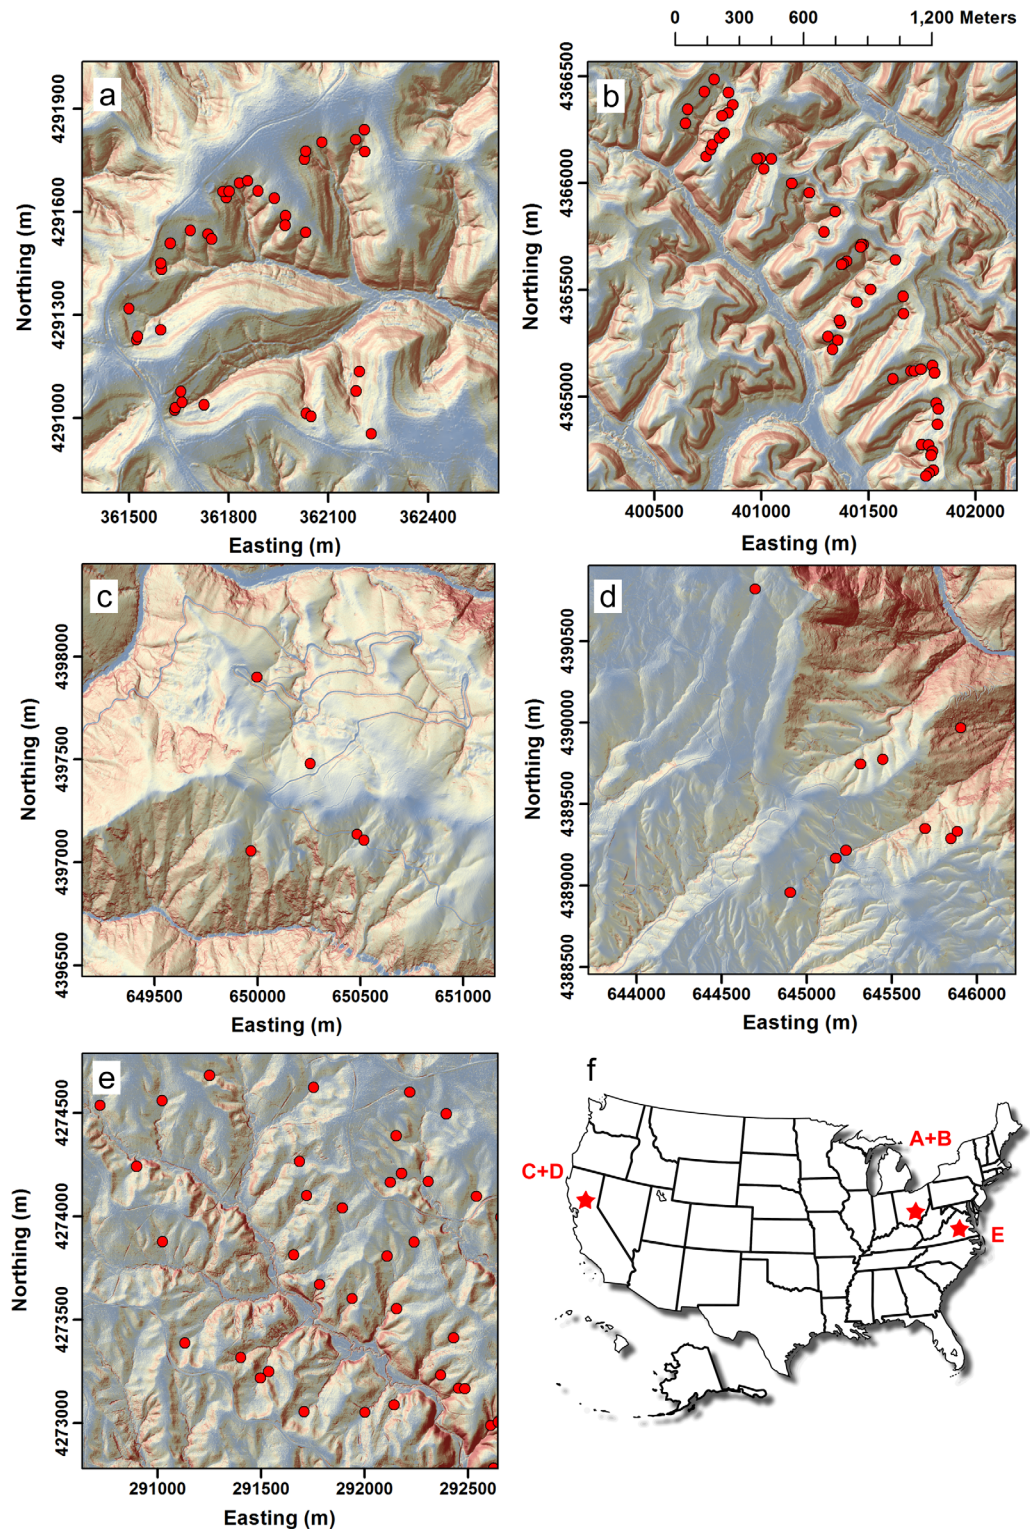 0 300 600 1,200 Meters
a
4291900
4291600
4291300
4291000
Northing (m)
361500 361800 362100 362400
Easting (m)
b
4366500
4366000
4365500
4365000
Northing (m)
400500 401000 401500 402000
Easting (m)
c
4398000
4397500
4397000
4396500
Northing (m)
649500 650000 650500 651000
Easting (m)
d
4390500
4390000
4389500
4389000
4388500
Northing (m)
644000 644500 645000 645500 646000
Easting (m)
e
4274500
4274000
4273500
4273000
Northing (m)
291000 291500 292000 292500
Easting (m)
f
A+B
C+D
E